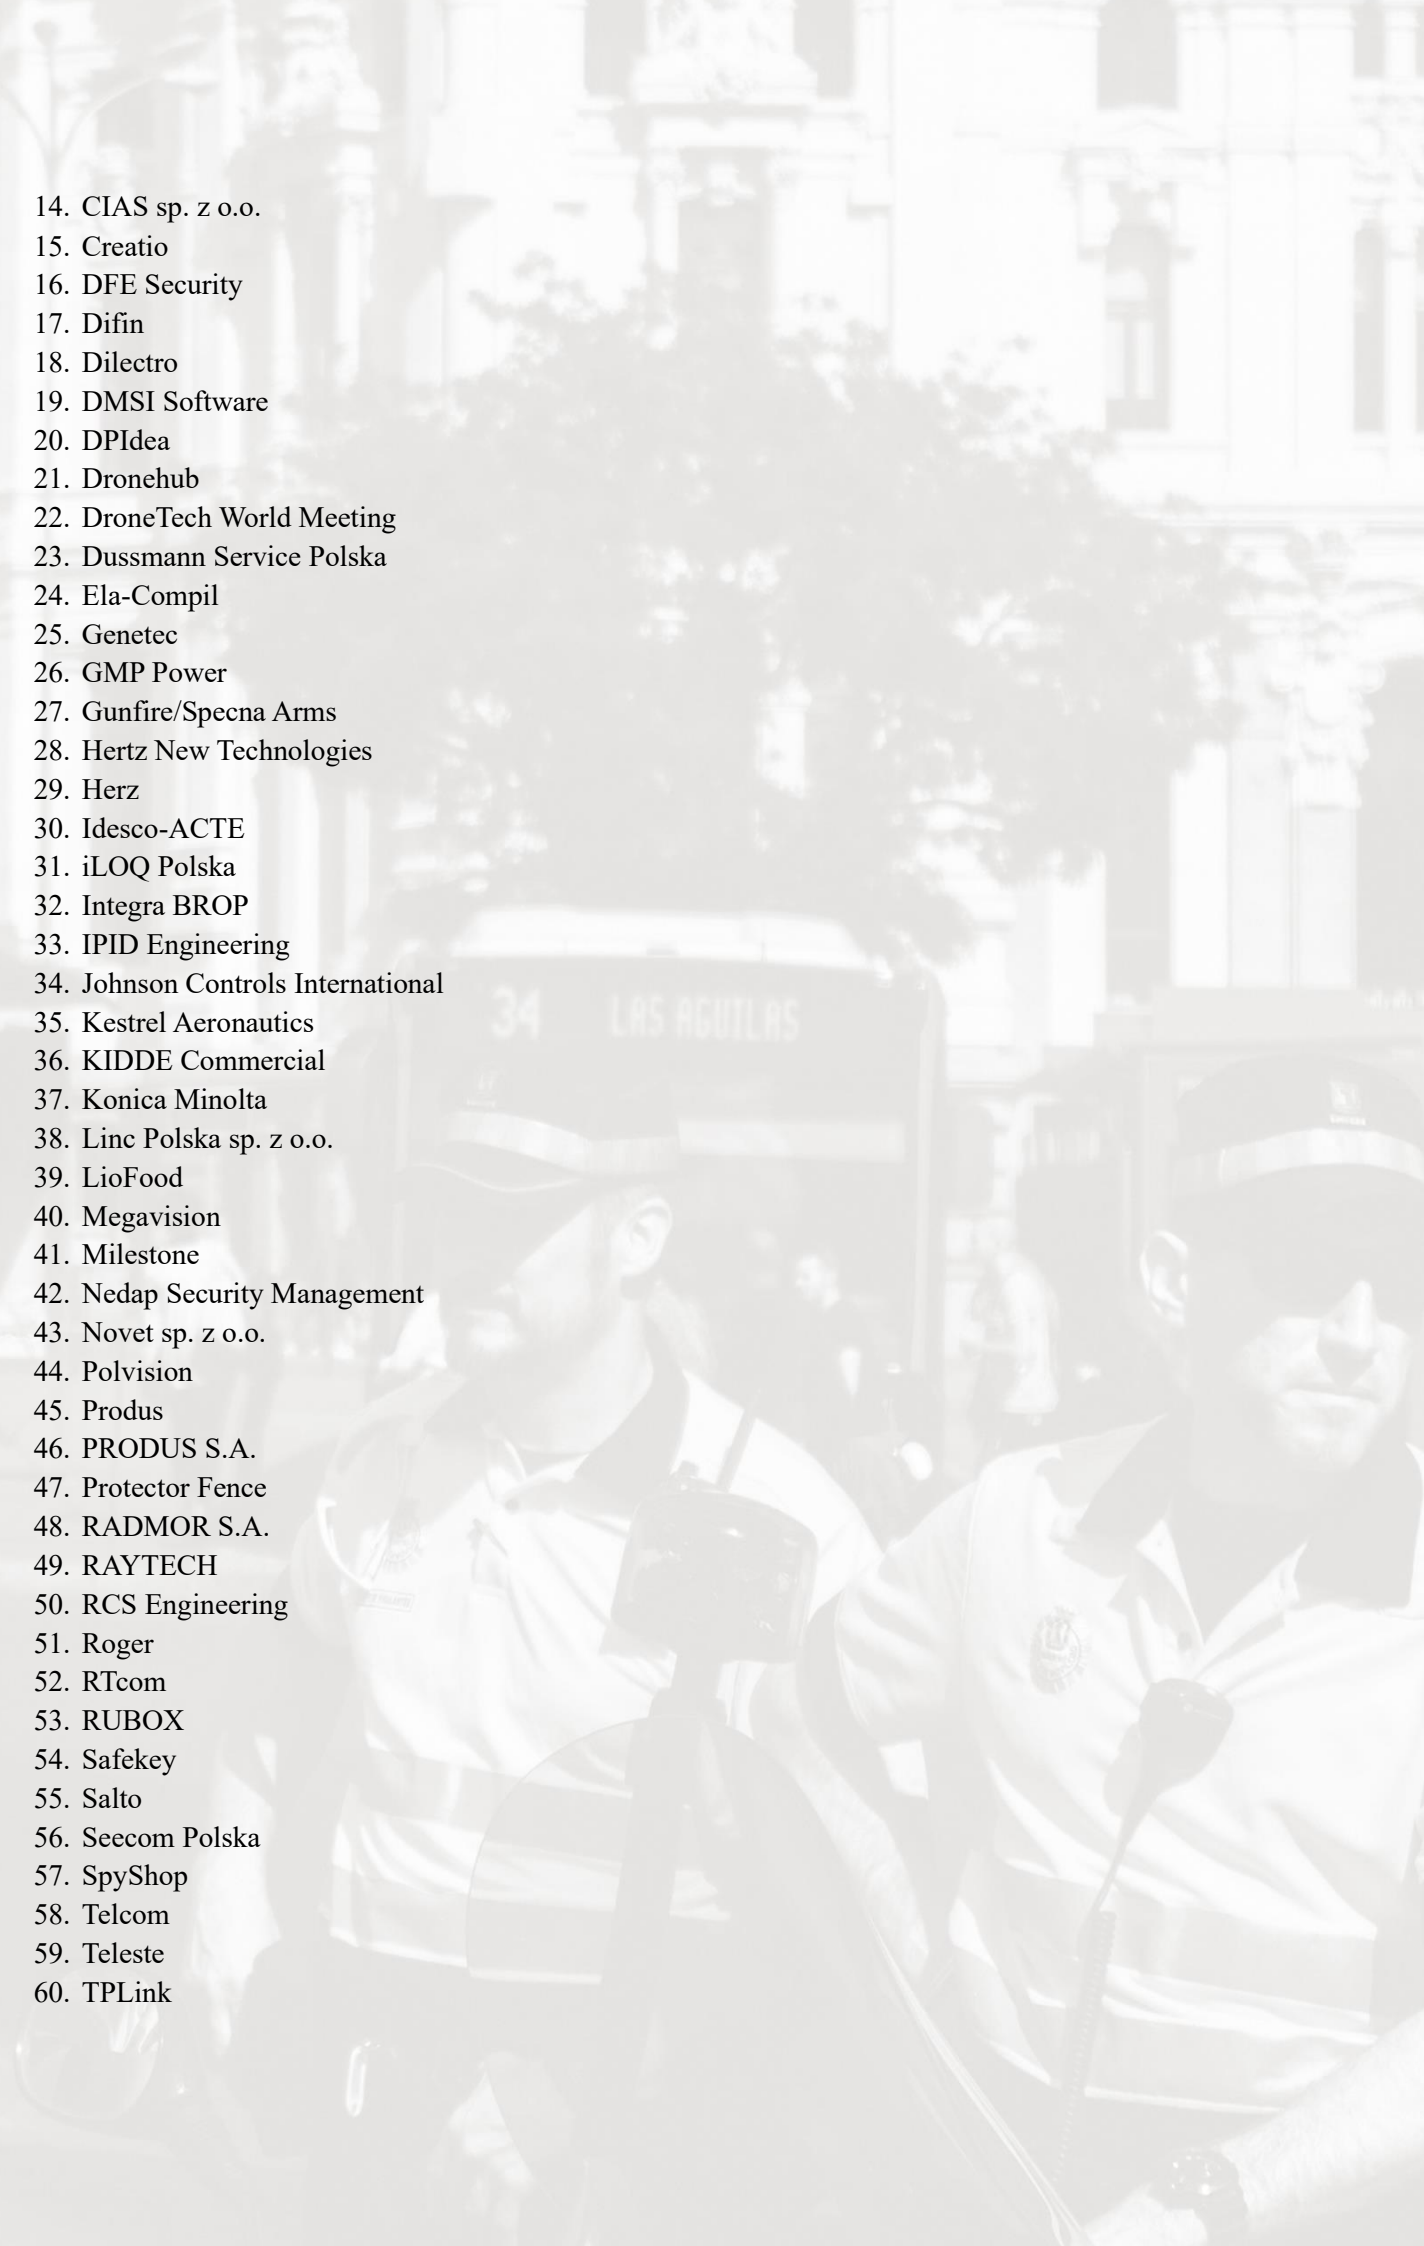 14. CIAS sp. z o.o.
15. Creatio
16. DFE Security
17. Difin
18. Dilectro
19. DMSI Software
20. DPIdea
21. Dronehub
22. DroneTech World Meeting
23. Dussmann Service Polska
24. Ela-Compil
25. Genetec
26. GMP Power
27. Gunfire/Specna Arms
28. Hertz New Technologies
29. Herz
30. Idesco-ACTE
31. iLOQ Polska
32. Integra BROP
33. IPID Engineering
34. Johnson Controls International
34 LAS AGUILAS
35. Kestrel Aeronautics
36. KIDDE Commercial
37. Konica Minolta
38. Linc Polska sp. z o.o.
39. LioFood
40. Megavision
41. Milestone
42. Nedap Security Management
43. Novet sp. z o.o.
44. Polvision
45. Produs
46. PRODUS S.A.
47. Protector Fence
48. RADMOR S.A.
49. RAYTECH
50. RCS Engineering
51. Roger
52. RTcom
53. RUBOX
54. Safekey
55. Salto
56. Seecom Polska
57. SpyShop
58. Telcom
59. Teleste
60. TPLink